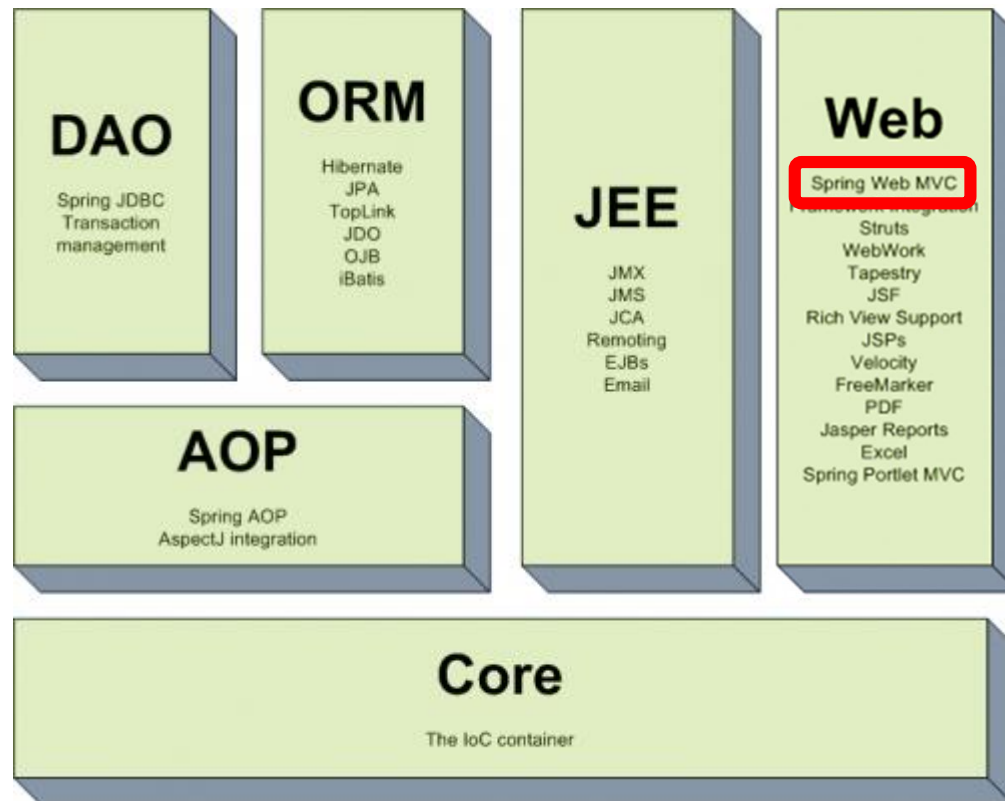 DAO
Spring JDBC
Transaction
management
ORM
Hibernate
JPA
TopLink
JDO
OJB
iBatis
JEE
JMX
JMS
JCA
Remoting
EJBs
Email
Web
Spring Web MVC
Framework Integration
Struts
WebWork
Tapestry
JSF
Rich View Support
JSPs
Velocity
FreeMarker
PDF
Jasper Reports
Excel
Spring Portlet MVC
AOP
Spring AOP
AspectJ integration
Core
The IoC container